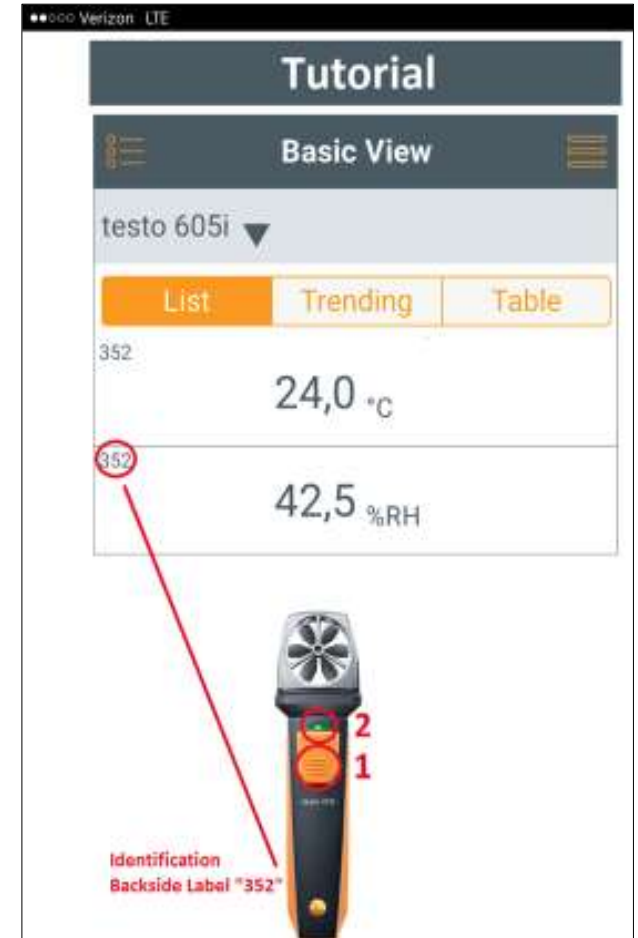 Verizon LTE
Tutorial
Basic View
testo 605i
List Trending Table
352
24,0 °C
352
42,5 %RH
2
1
Identification
Backside Label "352"